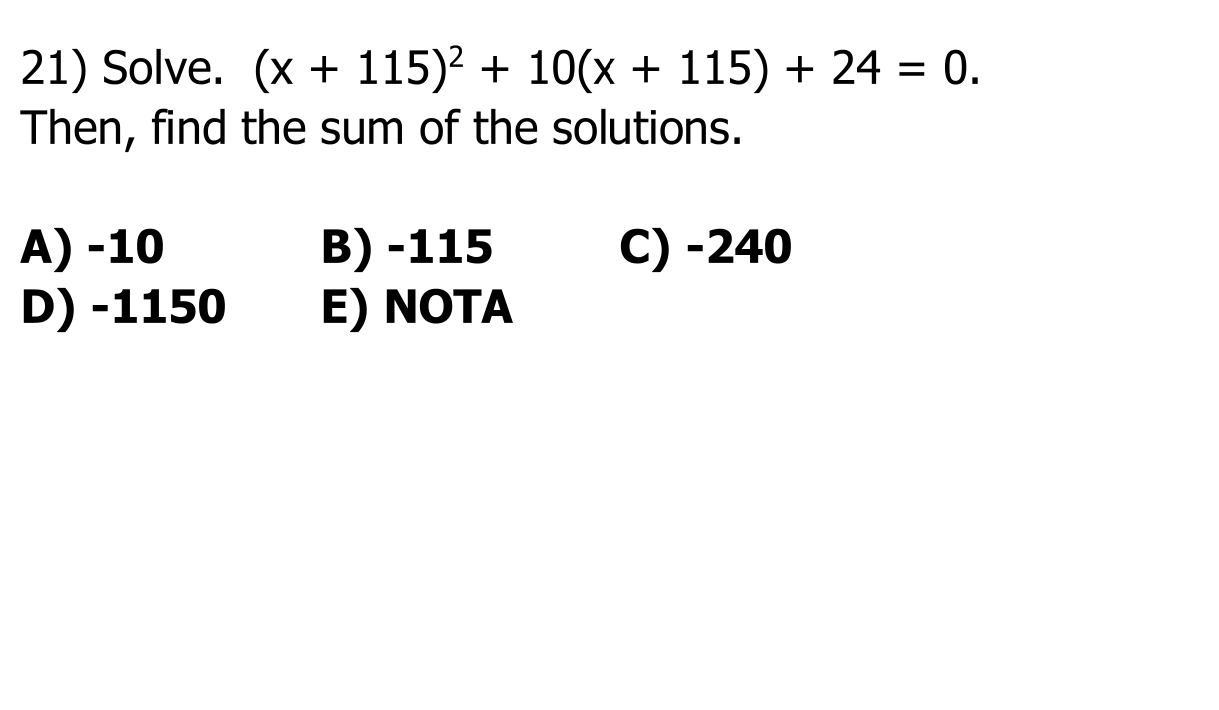 21) Solve.  (x + 115)² + 10(x + 115) + 24 = 0.
Then, find the sum of the solutions.
A) -10 B) -115 C) -240
D) -1150 E) NOTA